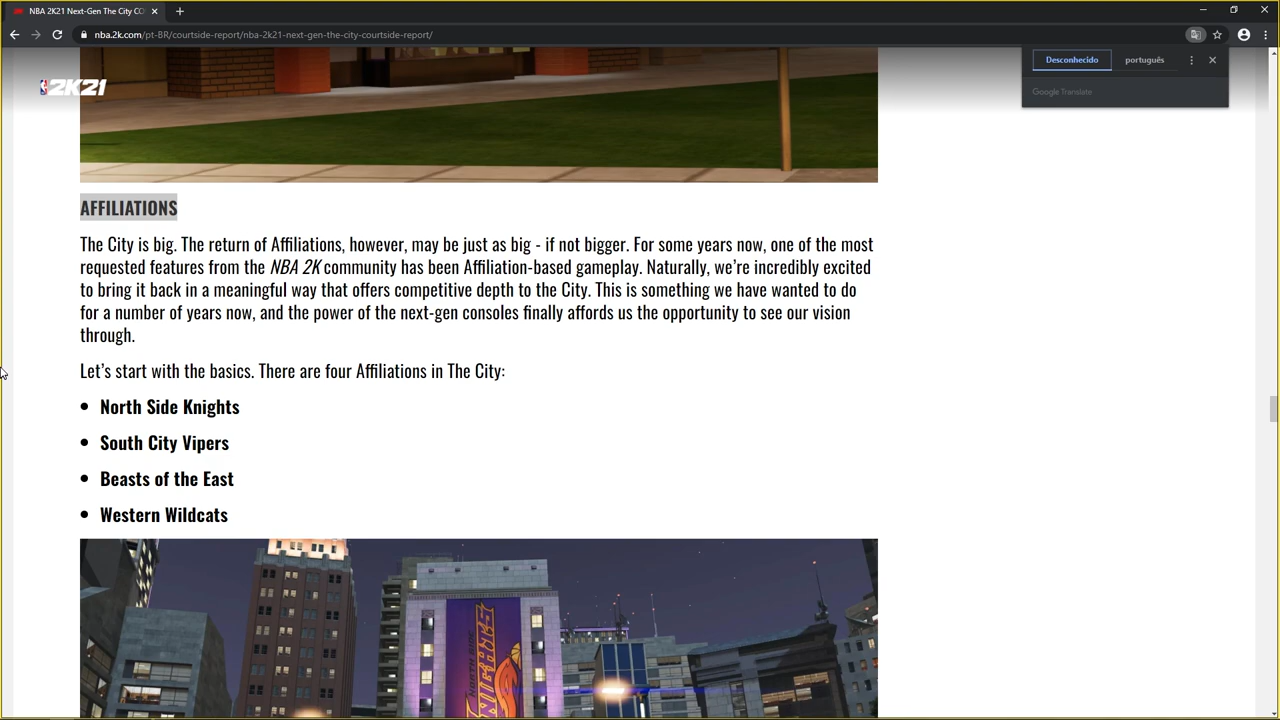 NBA 2K21 Next-Gen The City CO
nba.2k.com/pt-BR/courtside-report/nba-2k21-next-gen-the-city-courtside-report/
Desconhecido
português
Google Translate
2K21
AFFILIATIONS
The City is big. The return of Affiliations, however, may be just as big - if not bigger. For some years now, one of the most
requested features from the NBA 2K community has been Affiliation-based gameplay. Naturally, we're incredibly excited
to bring it back in a meaningful way that offers competitive depth to the City. This is something we have wanted to do
for a number of years now, and the power of the next-gen consoles finally affords us the opportunity to see our vision
through.
Let's start with the basics. There are four Affiliations in The City:
• North Side Knights
• South City Vipers
• Beasts of the East
• Western Wildcats
NORTH SIDE
KNIGHTS